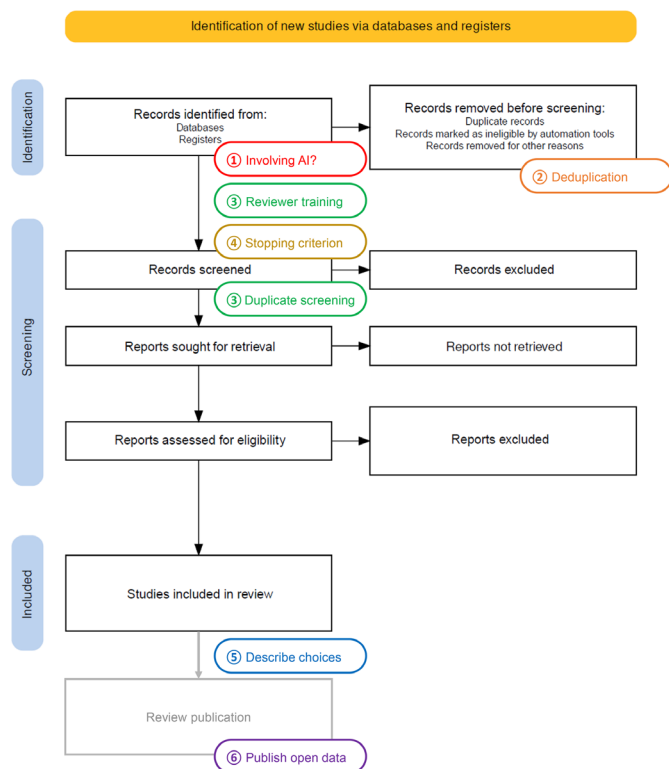 Identification of new studies via databases and registers
Identification
Records identified from:
Databases
Registers
Records removed before screening:
Duplicate records
Records marked as ineligible by automation tools
Records removed for other reasons
① Involving AI?
② Deduplication
③ Reviewer training
④ Stopping criterion
Screening
Records screened
Records excluded
③ Duplicate screening
Reports sought for retrieval
Reports not retrieved
Reports assessed for eligibility
Reports excluded
Included
Studies included in review
⑤ Describe choices
Review publication
⑥ Publish open data